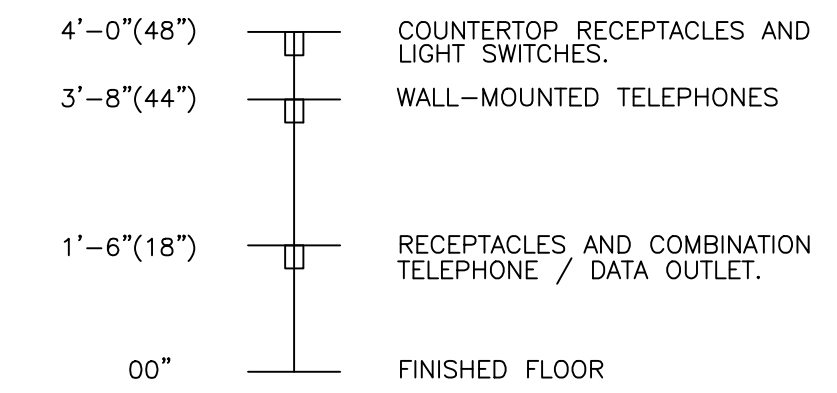 4'-0"(48") COUNTERTOP RECEPTACLES AND
LIGHT SWITCHES.
3'-8"(44") WALL-MOUNTED TELEPHONES
1'-6"(18") RECEPTACLES AND COMBINATION
TELEPHONE / DATA OUTLET.
00" FINISHED FLOOR